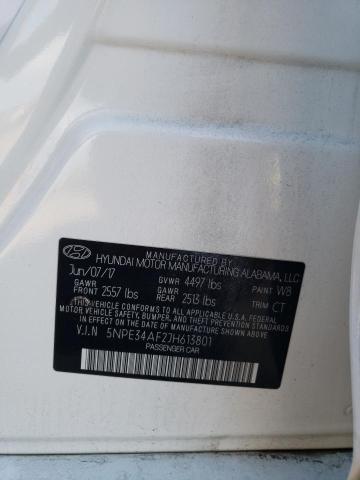 MANUFACTURED BY
HYUNDAI MOTOR MANUFACTURING ALABAMA, LLC
Jun/07/17 GVWR 4497 lbs PAINT W8
GAWR FRONT 2557 lbs GAWR REAR 2513 lbs TRIM CT
THIS VEHICLE CONFORMS TO ALL APPLICABLE U.S.A. FEDERAL
MOTOR VEHICLE SAFETY, BUMPER, AND THEFT PREVENTION
STANDARDS IN EFFECT ON THE DATE OF MANUFACTURE SHOWN ABOVE.
V.I.N 5NPE34AF2JH613801
PASSENGER CAR